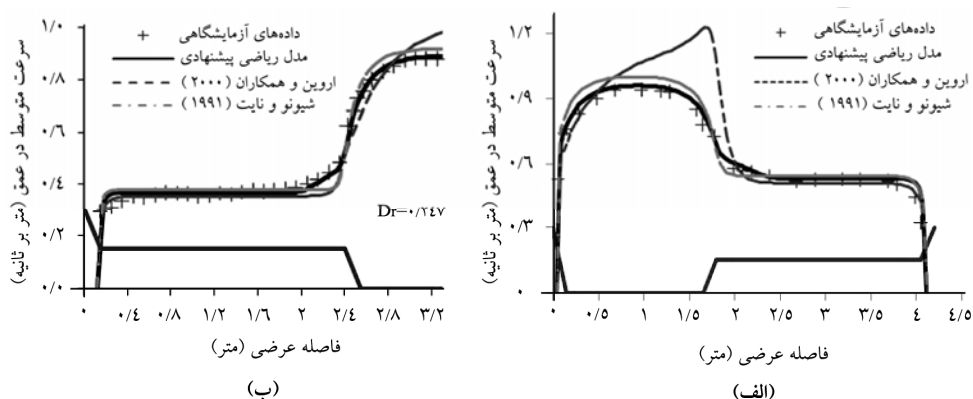 ۱/۲
۰/۹
۰/۶
۰/۳
۰
سرعت متوسط در عمق (متر بر ثانیه)
داده‌های آزمایشگاهی
مدل ریاضی پیشنهادی
اروین و همکاران (۲۰۰۰)
شیونو و نایت (۱۹۹۱)
۰ ۰/۵ ۱ ۱/۵ ۲ ۲/۵ ۳ ۳/۵ ۴ ۴/۵
فاصله عرضی (متر)
(الف)
۱/۰
۰/۸
۰/۶
۰/۴
۰/۲
۰/۰
سرعت متوسط در عمق (متر بر ثانیه)
داده‌های آزمایشگاهی
مدل ریاضی پیشنهادی
اروین و همکاران (۲۰۰۰)
شیونو و نایت (۱۹۹۱)
Dr=۰/۲۴۷
۰ ۰/۴ ۰/۸ ۱/۲ ۱/۶ ۲ ۲/۴ ۲/۸ ۳/۲
فاصله عرضی (متر)
(ب)